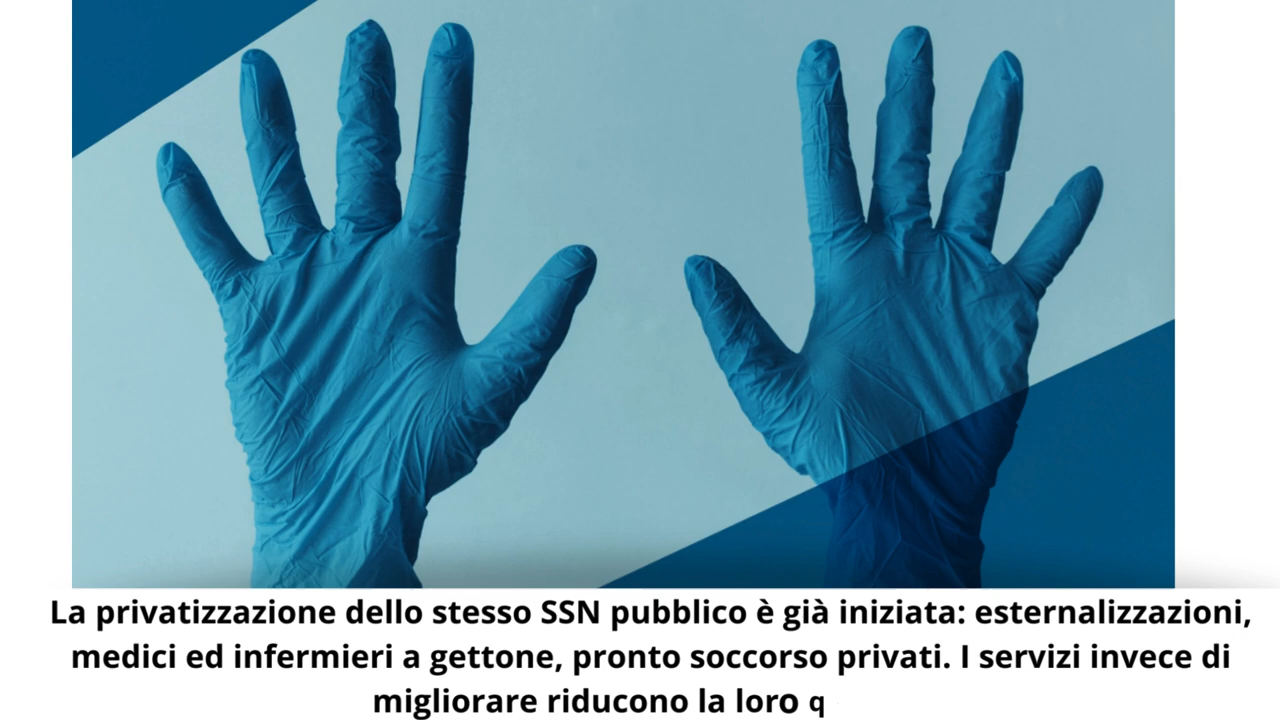 La privatizzazione dello stesso SSN pubblico è già iniziata: esternalizzazioni,
medici ed infermieri a gettone, pronto soccorso privati. I servizi invece di
migliorare riducono la loro q